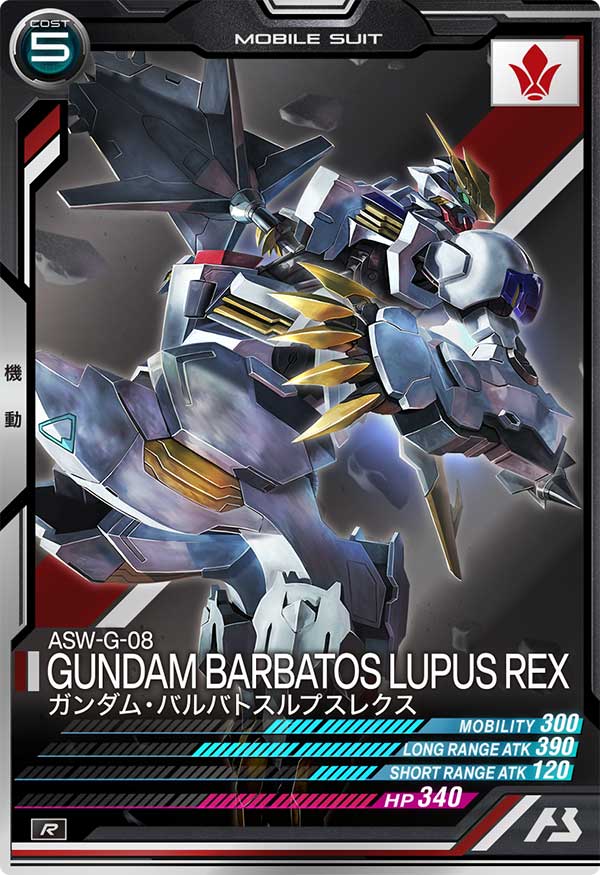 COST
5
MOBILE SUIT
機動
ASW-G-08
GUNDAM BARBATOS LUPUS REX
ガンダム・バルバトスルプスレクス
MOBILITY 300
LONG RANGE ATK 390
SHORT RANGE ATK 120
HP 340
R